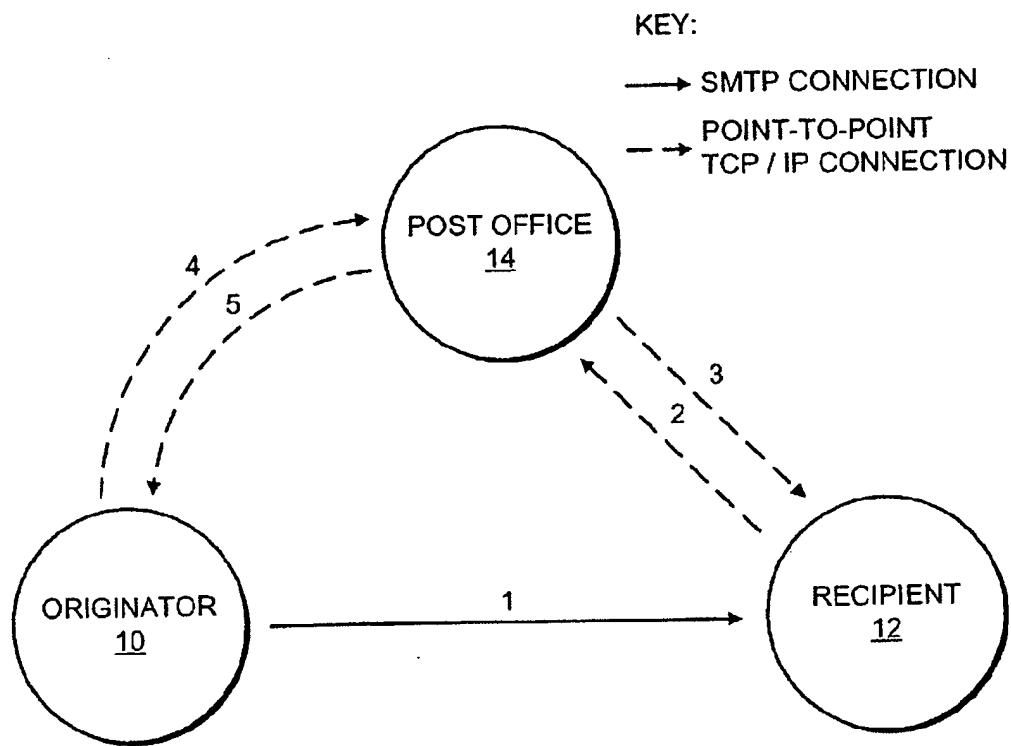 KEY:
SMTP CONNECTION
POINT-TO-POINT
TCP / IP CONNECTION
POST OFFICE
14
4
5
3
2
ORIGINATOR
10
1
RECIPIENT
12